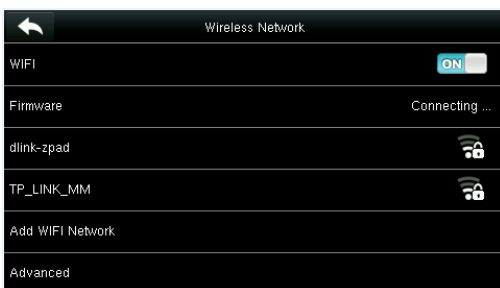 Wireless Network
WIFI ON
Firmware Connecting ...
dlink-zpad
TP_LINK_MM
Add WIFI Network
Advanced